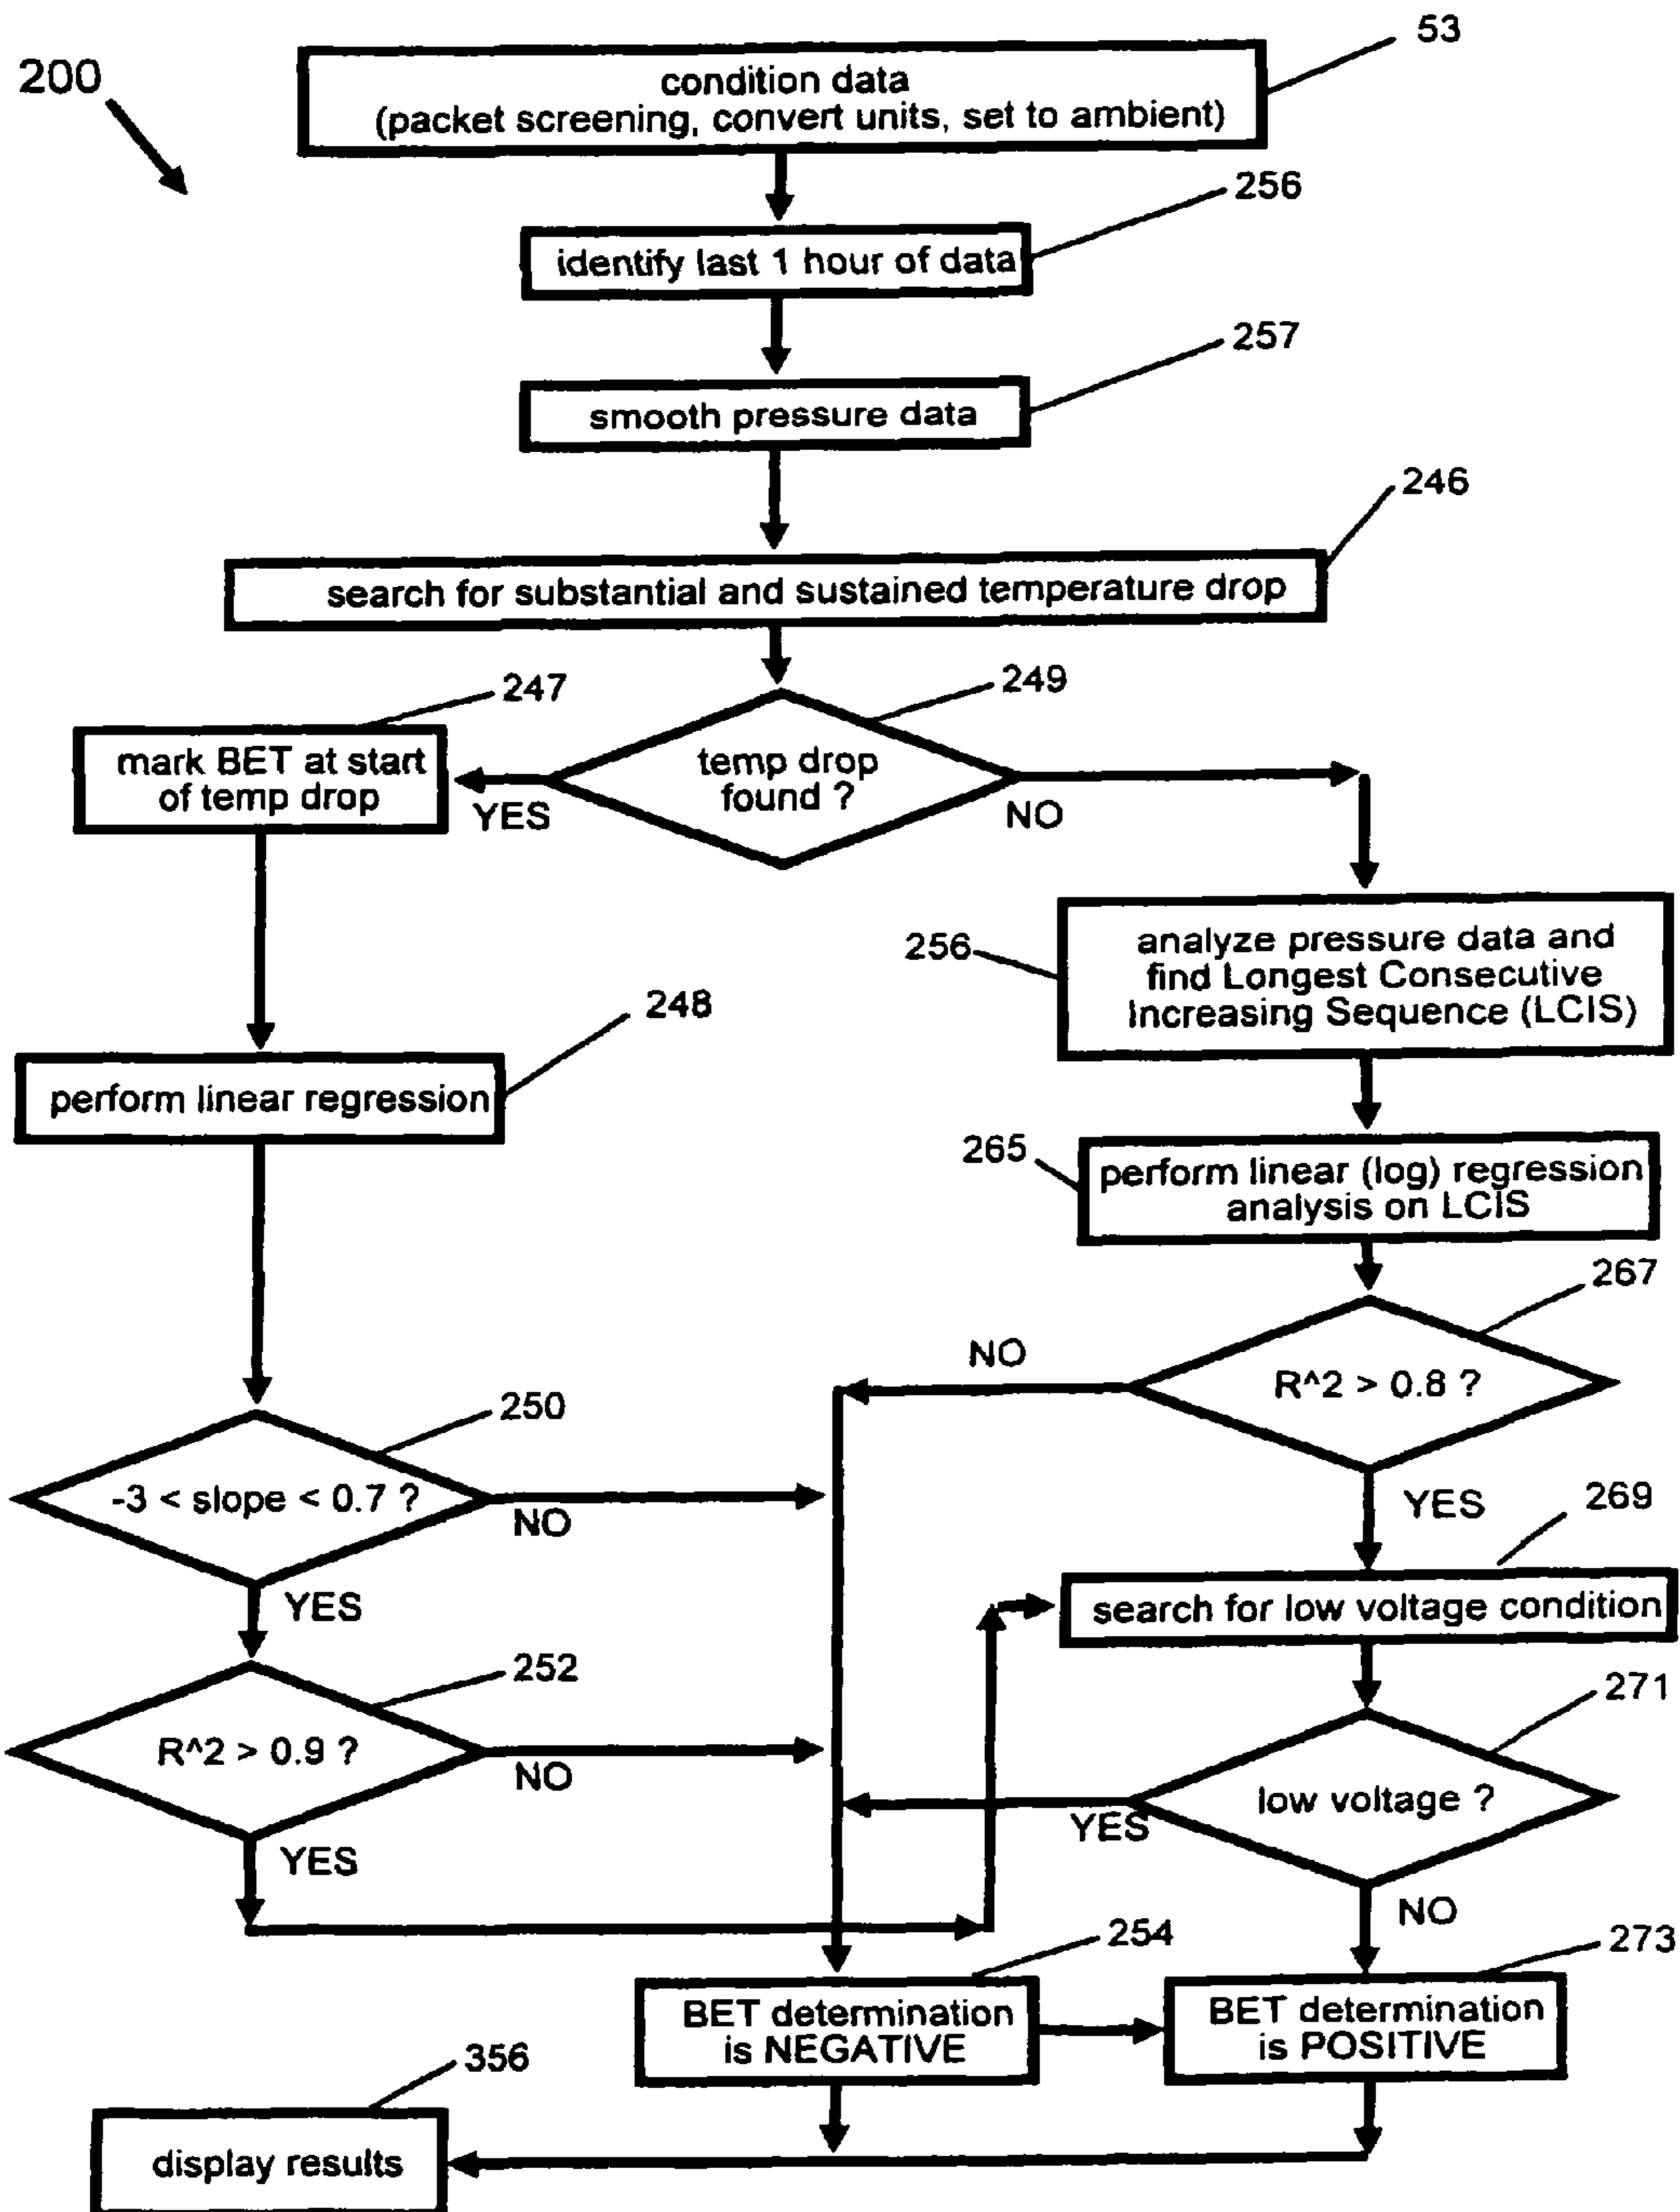 200
53
condition data
(packet screening, convert units, set to ambient)
256
identify last 1 hour of data
257
smooth pressure data
246
search for substantial and sustained temperature drop
247
249
mark BET at start
of temp drop
temp drop
found ?
YES
NO
256
analyze pressure data and
find Longest Consecutive
Increasing Sequence (LCIS)
248
perform linear regression
265
perform linear (log) regression
analysis on LCIS
267
R^2 > 0.8 ?
NO
YES
250
-3 < slope < 0.7 ?
NO
YES
269
search for low voltage condition
252
R^2 > 0.9 ?
NO
YES
271
low voltage ?
YES
NO
254
BET determination
is NEGATIVE
273
BET determination
is POSITIVE
356
display results